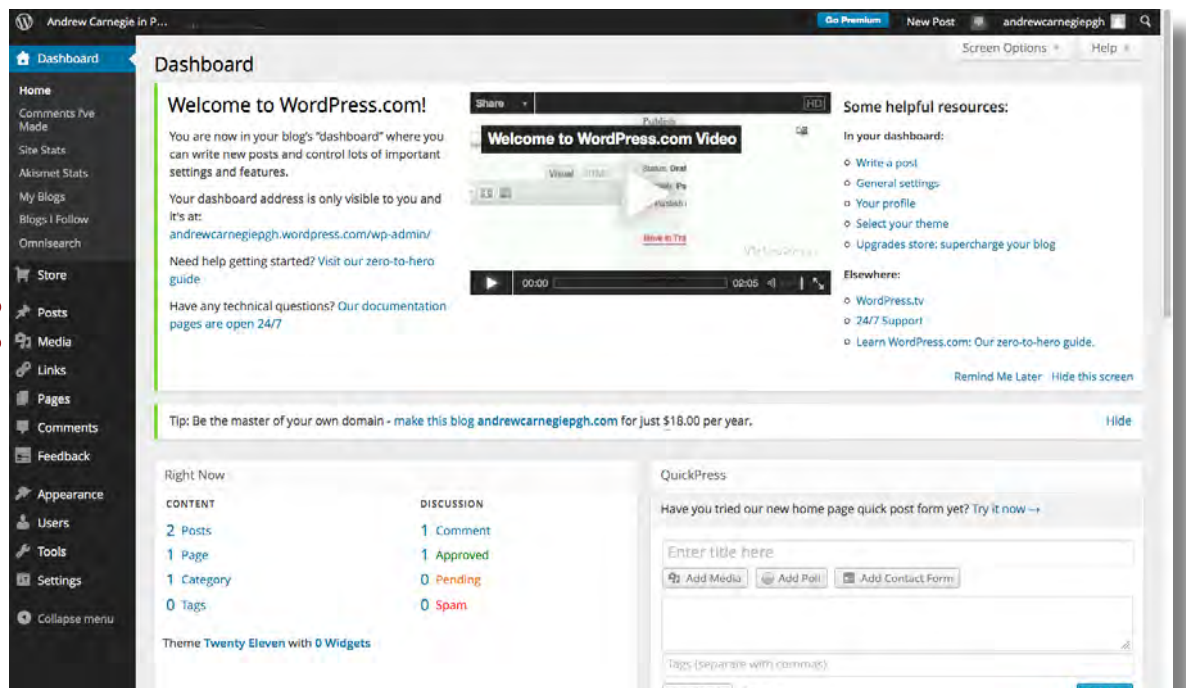 Andrew Carnegie in P...
Go Premium
New Post
andrewcarnegiepgh
Screen Options
Help
Dashboard
Home
Comments I've
Made
Site Stats
Akismet Stats
My Blogs
Blogs I Follow
Omnisearch
Store
Posts
Media
Links
Pages
Comments
Feedback
Appearance
Users
Tools
Settings
Collapse menu
Dashboard
Welcome to WordPress.com!
You are now in your blog's "dashboard" where you
can write new posts and control lots of important
settings and features.
Your dashboard address is only visible to you and
it's at:
andrewcarnegiepgh.wordpress.com/wp-admin/
Need help getting started? Visit our zero-to-hero
guide
Have any technical questions? Our documentation
pages are open 24/7
Share
HD
Publish
Welcome to WordPress.com Video
Visual
00:00
02:05
Some helpful resources:
In your dashboard:
Write a post
General settings
Your profile
Select your theme
Upgrades store: supercharge your blog
Elsewhere:
WordPress.tv
24/7 Support
Learn WordPress.com: Our zero-to-hero guide.
Remind Me Later Hide this screen
Tip: Be the master of your own domain - make this blog andrewcarnegiepgh.com for just $18.00 per year.
Hide
Right Now
CONTENT
2 Posts
1 Page
1 Category
0 Tags
DISCUSSION
1 Comment
1 Approved
0 Pending
0 Spam
Theme Twenty Eleven with 0 Widgets
QuickPress
Have you tried our new home page quick post form yet? Try it now →
Enter title here
Add Media
Add Poll
Add Contact Form
Tags (separate with commas)